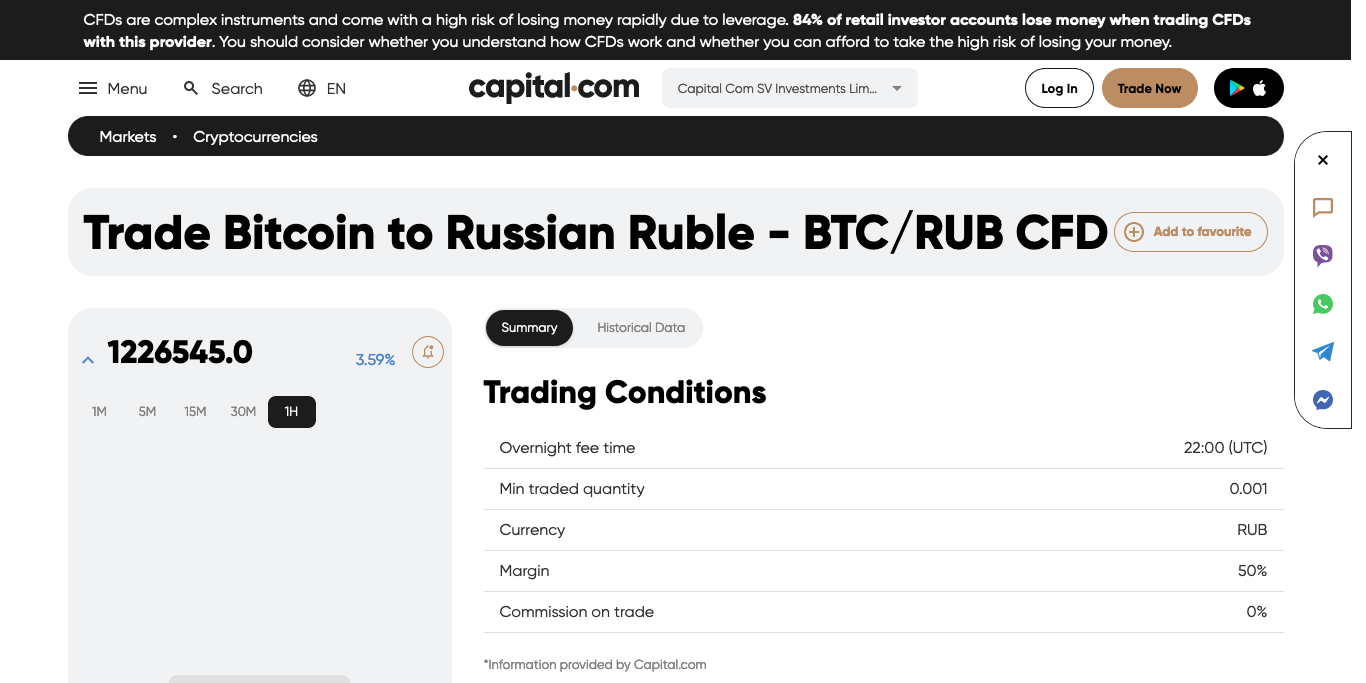 CFDs are complex instruments and come with a high risk of losing money rapidly due to leverage. 84% of retail investor accounts lose money when trading CFDs
with this provider. You should consider whether you understand how CFDs work and whether you can afford to take the high risk of losing your money.
Menu Search EN capital.com Capital Com SV Investments Lim... Log In Trade Now
Markets • Cryptocurrencies
Trade Bitcoin to Russian Ruble - BTC/RUB CFD Add to favourite
1226545.0 3.59%
1M 5M 15M 30M 1H
Summary Historical Data
Trading Conditions
Overnight fee time 22:00 (UTC)
Min traded quantity 0.001
Currency RUB
Margin 50%
Commission on trade 0%
*Information provided by Capital.com